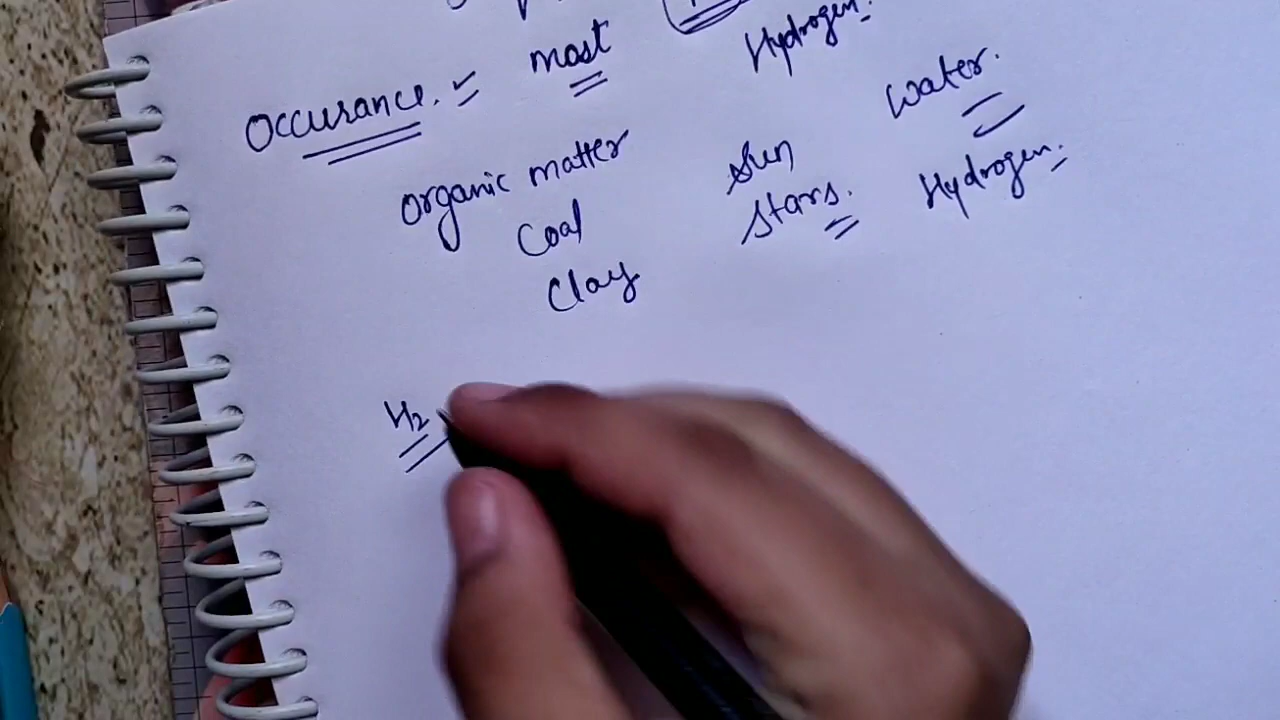 most
Hydrogen.
Occurance.
Water.
organic matter
Sun
Hydrogen.
Coal
Stars.
Clay
H2